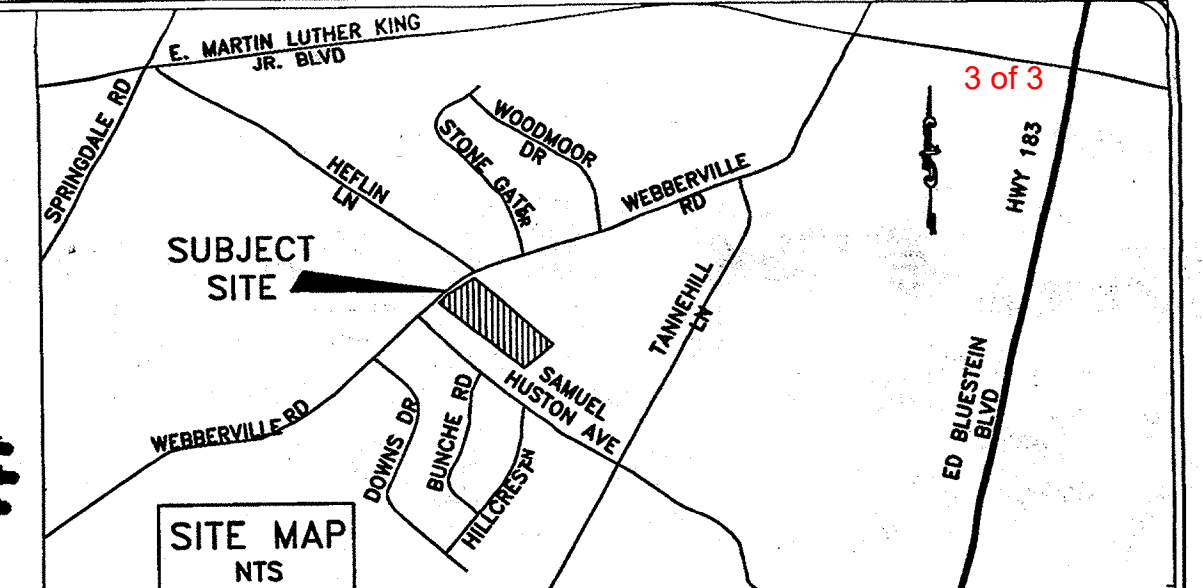 E. MARTIN LUTHER KING
JR. BLVD
3 of 3
SPRINGDALE RD
WOODMOOR
DR
STONE GATE
DR
HEFLIN
LN
HWY 183
WEBBERVILLE
RD
SUBJECT
SITE
TANNEHILL
LN
SAMUEL
HUSTON AVE
ED BLUESTEIN
BLVD
WEBBERVILLE RD
DOWNS DR
BUNCHE RD
HILLCREST LN
SITE MAP
NTS